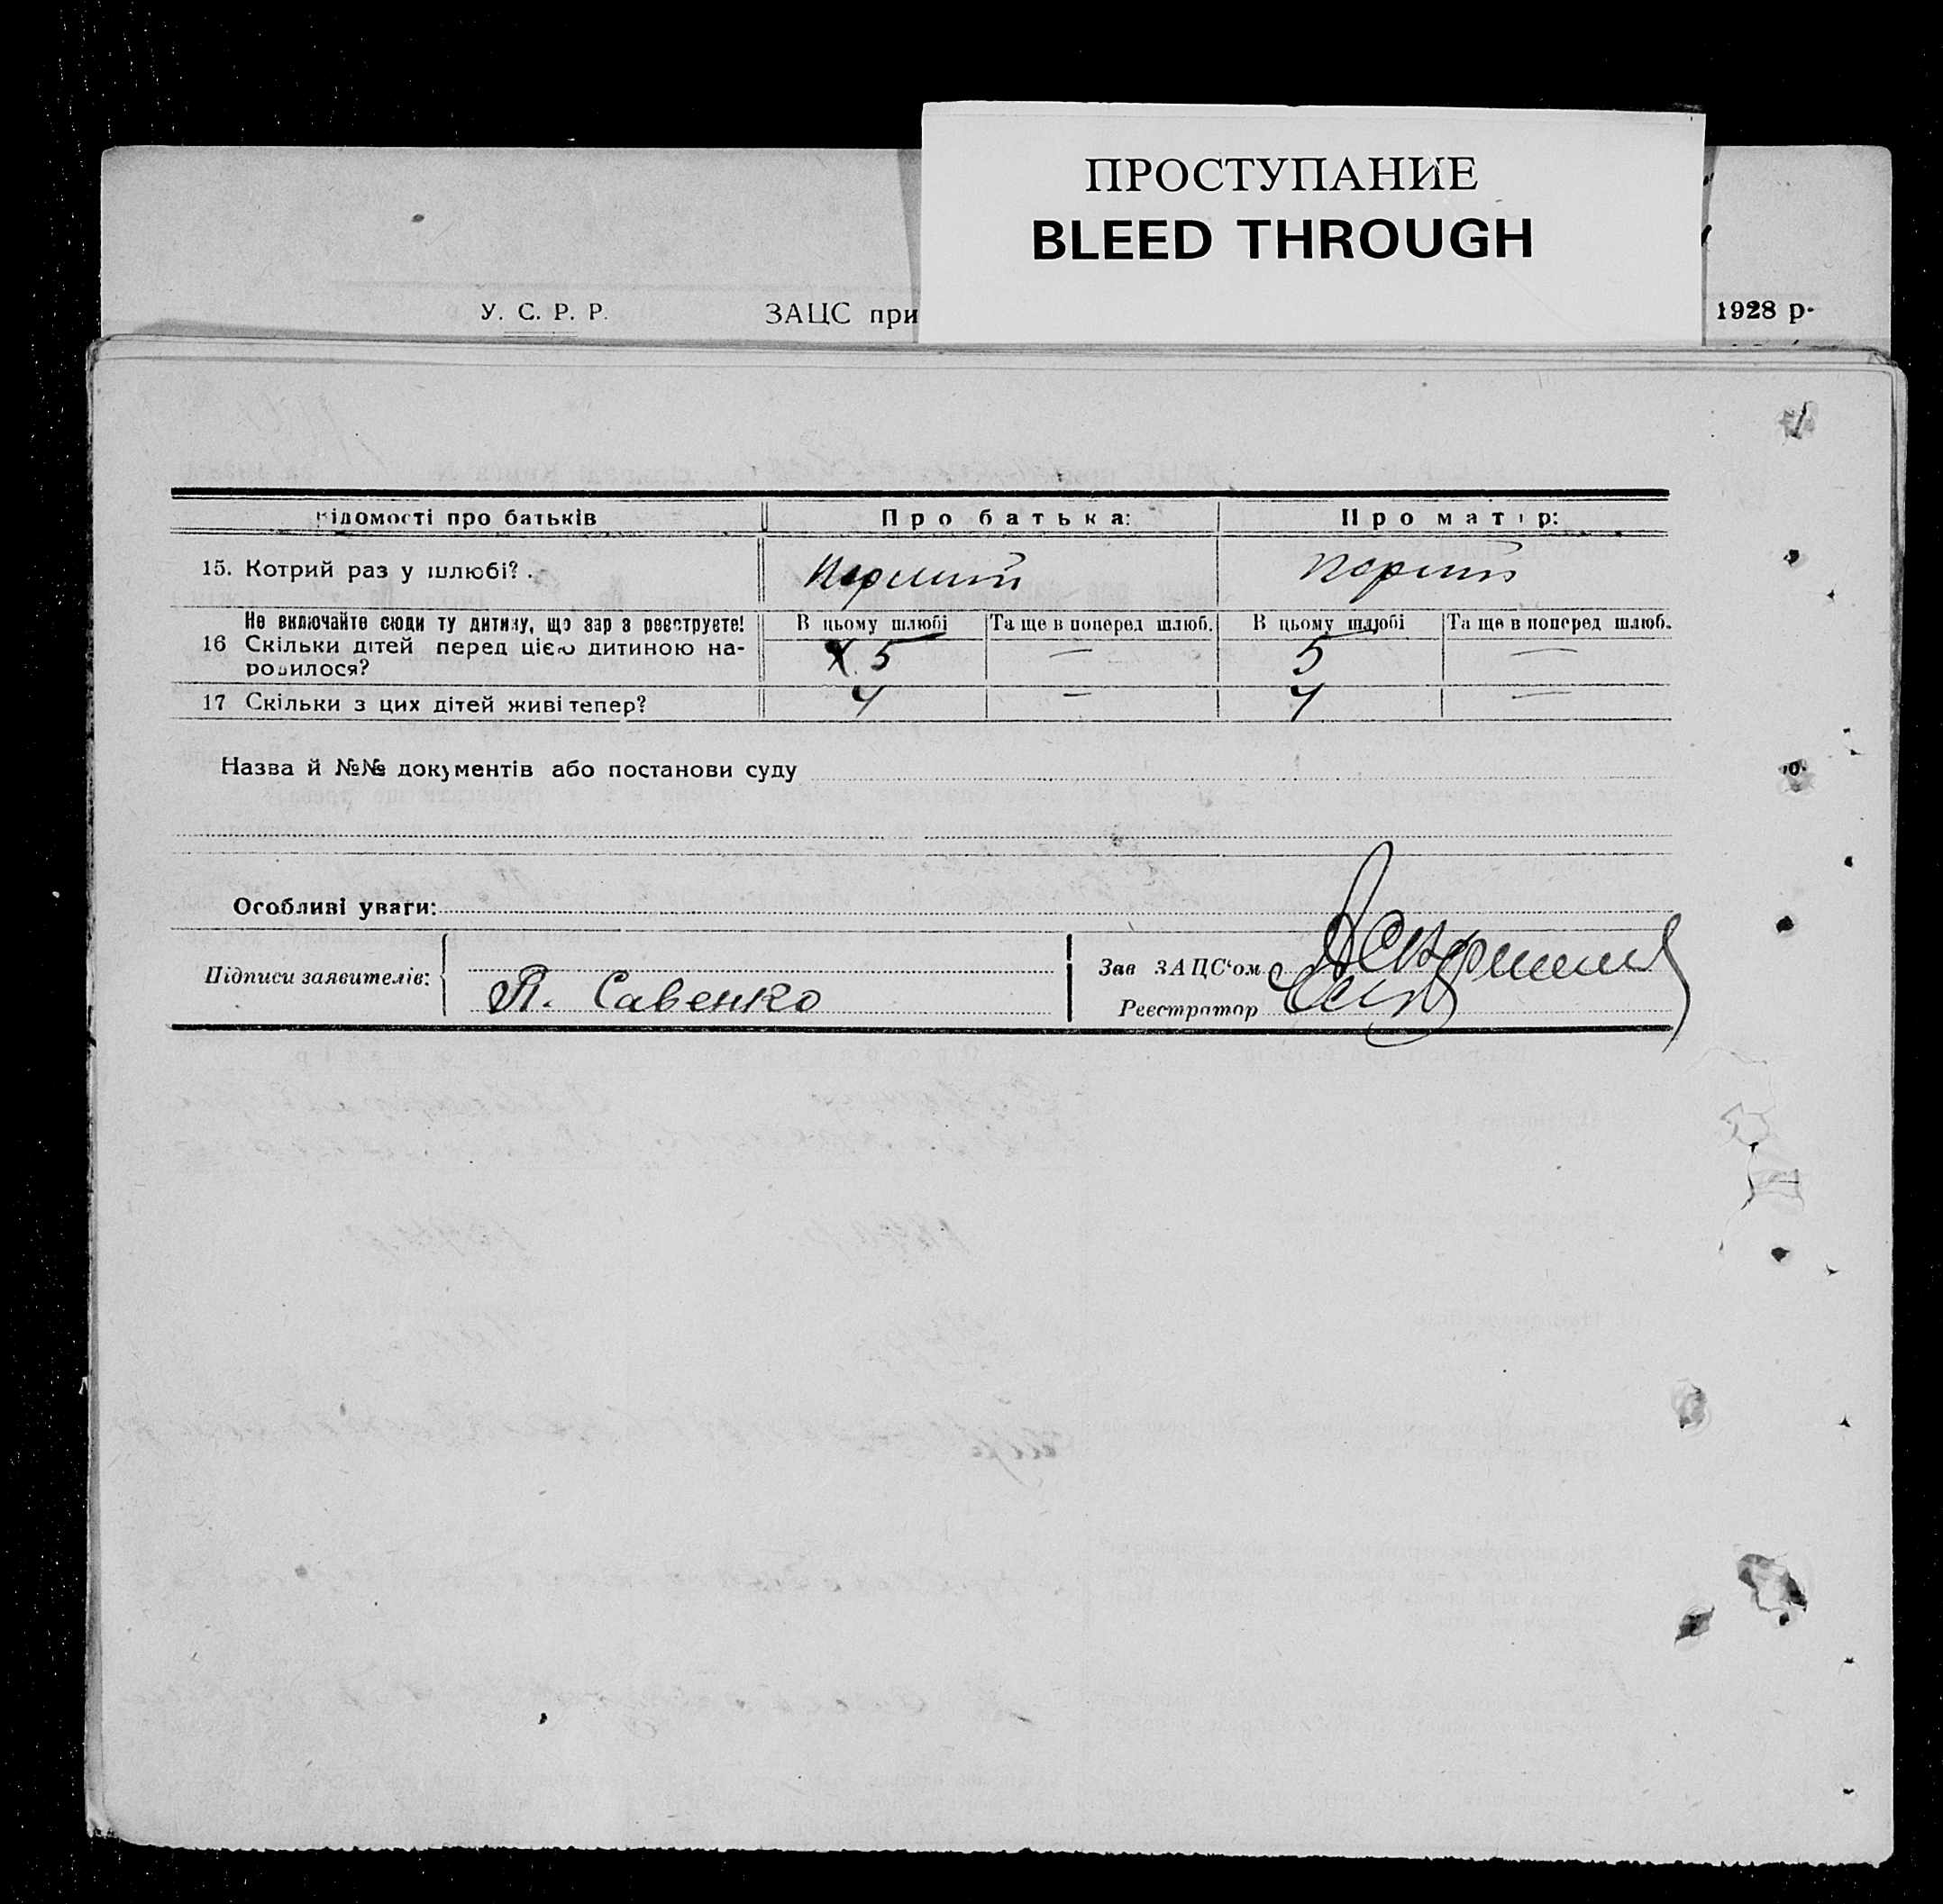 ПРОСТУПАНИЕ
BLEED THROUGH
У. С. Р. Р. ЗАЦС при 1928 р.
Відомості про батьків Про батька: Про матір:
15. Котрий раз у шлюбі? . Перший Перший
Не включайте сюди ту дитину, що зараз реєструєте! В цьому шлюбі Та ще в поперед шлюб. В цьому шлюбі Та ще в поперед шлюб.
16 Скільки дітей перед цією дитиною на- 5 — 5 —
родилося?
17 Скільки з цих дітей живі тепер? 4 — 4 —
Назва й №№ документів або постанови суду
Особливі уваги:
Підписи заявителів: П. Савенко
Зав ЗАЦС‘ом
Реєстратор